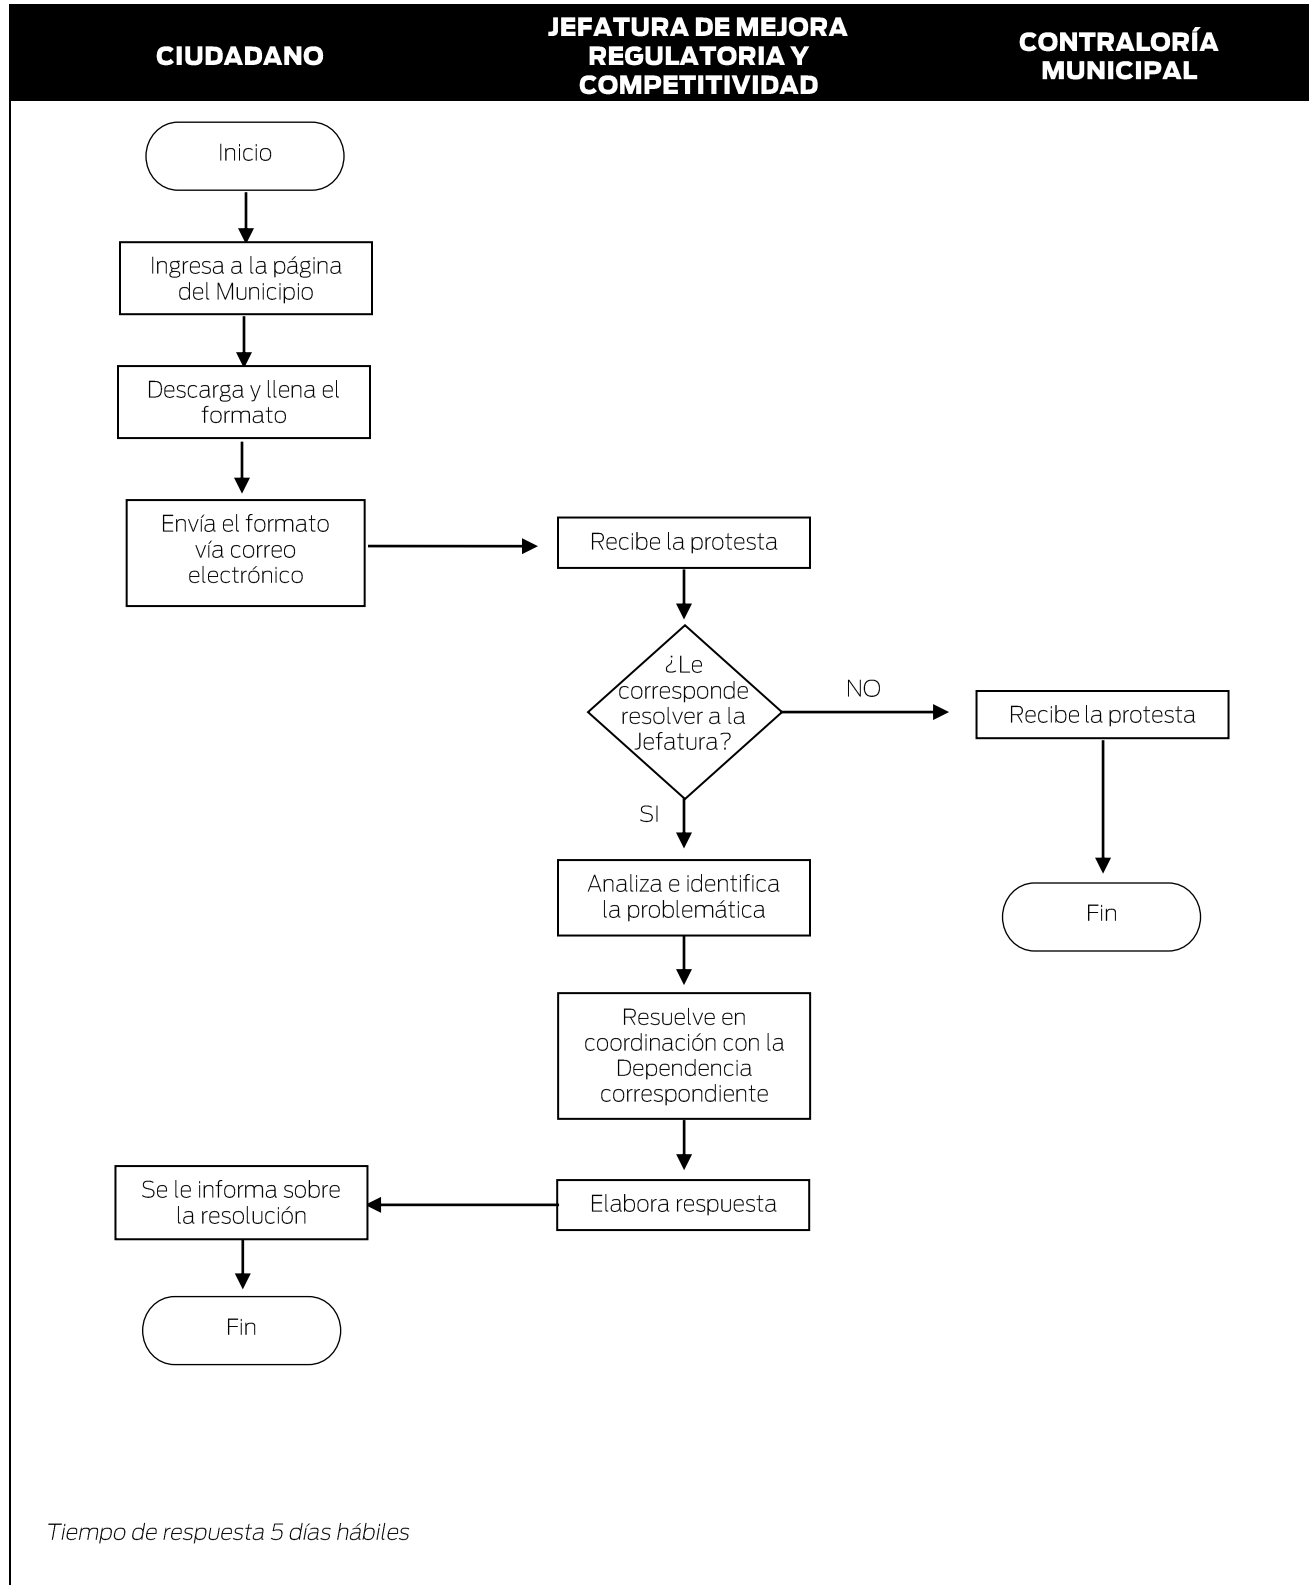 CIUDADANO
JEFATURA DE MEJORA
REGULATORIA Y
COMPETITIVIDAD
CONTRALORÍA
MUNICIPAL
Inicio
Ingresa a la página
del Municipio
Descarga y llena el
formato
Envía el formato
vía correo
electrónico
Recibe la protesta
¿Le
corresponde
resolver a la
Jefatura?
NO
Recibe la protesta
SI
Analiza e identifica
la problemática
Fin
Resuelve en
coordinación con la
Dependencia
correspondiente
Elabora respuesta
Se le informa sobre
la resolución
Fin
Tiempo de respuesta 5 días hábiles